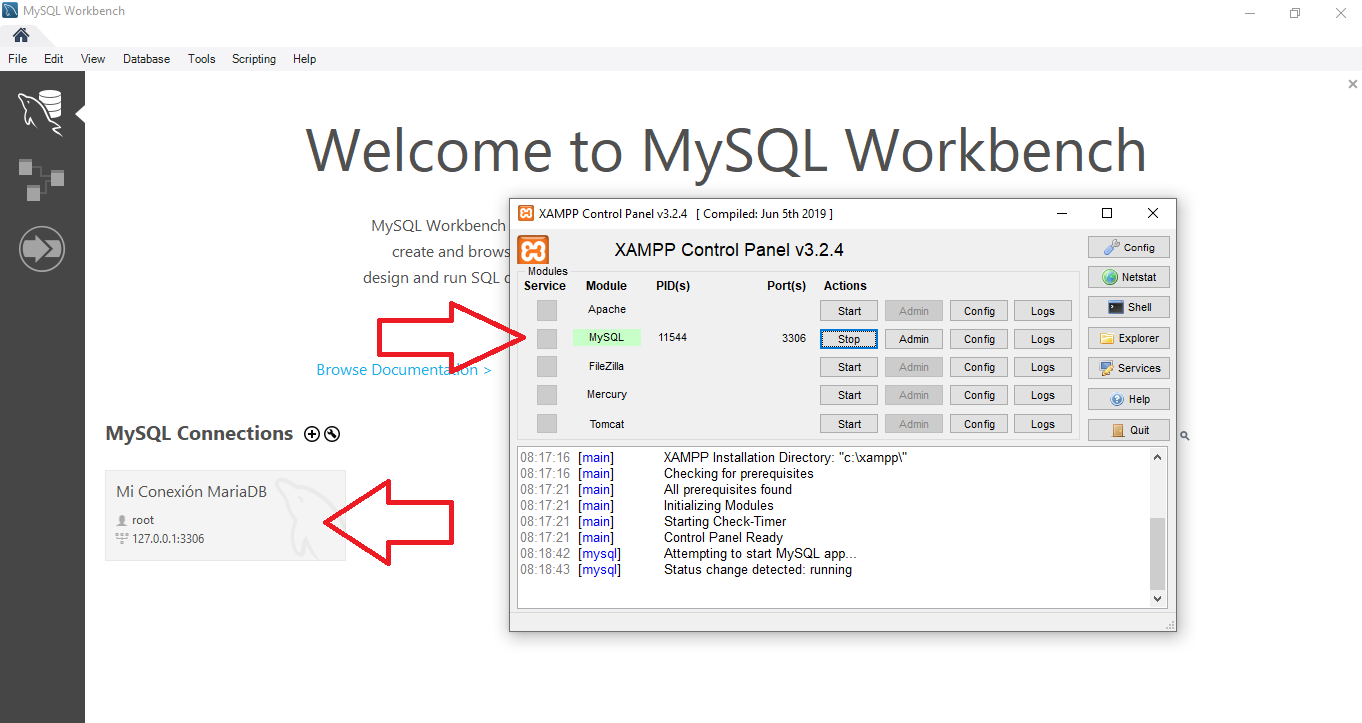 MySQL Workbench
File Edit View Database Tools Scripting Help
Welcome to MySQL Workbench
MySQL Workbench
create and brows
design and run SQL
Browse Documentation >
MySQL Connections
Mi Conexión MariaDB
root
127.0.0.1:3306
XAMPP Control Panel v3.2.4 [ Compiled: Jun 5th 2019 ]
XAMPP Control Panel v3.2.4
Config
Modules
Service Module PID(s) Port(s) Actions
Netstat
Apache Start Admin Config Logs
Shell
MySQL 11544 3306 Stop Admin Config Logs
Explorer
FileZilla Start Admin Config Logs
Services
Mercury Start Admin Config Logs
Help
Tomcat Start Admin Config Logs
Quit
08:17:16 [main] XAMPP Installation Directory: "c:\xampp\"
08:17:16 [main] Checking for prerequisites
08:17:21 [main] All prerequisites found
08:17:21 [main] Initializing Modules
08:17:21 [main] Starting Check-Timer
08:17:21 [main] Control Panel Ready
08:18:42 [mysql] Attempting to start MySQL app...
08:18:43 [mysql] Status change detected: running